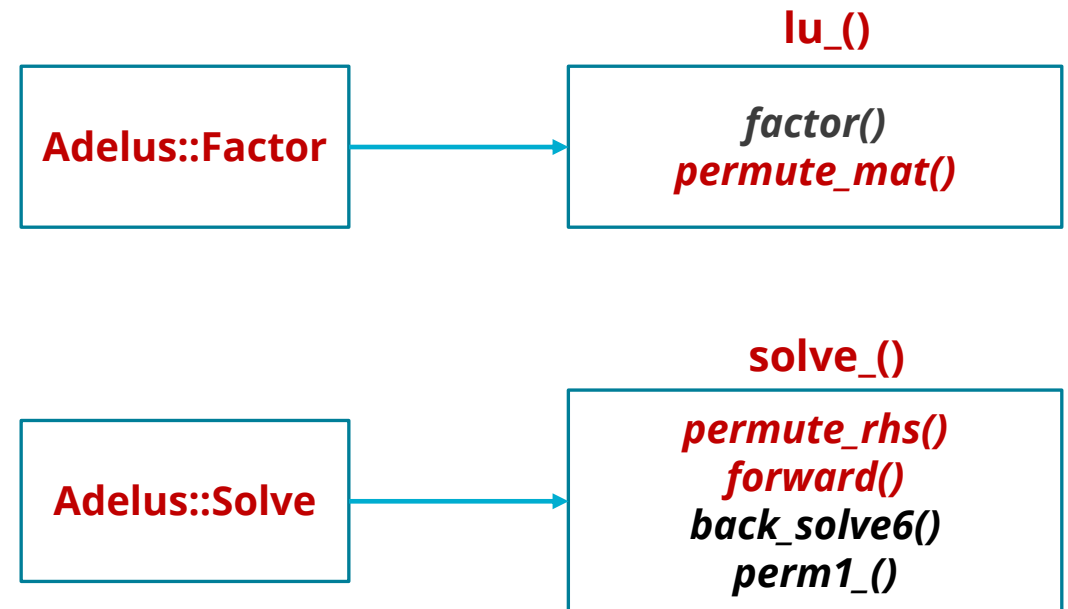 lu_()
Adelus::Factor
factor()
permute_mat()
solve_()
Adelus::Solve
permute_rhs()
forward()
back_solve6()
perm1_()